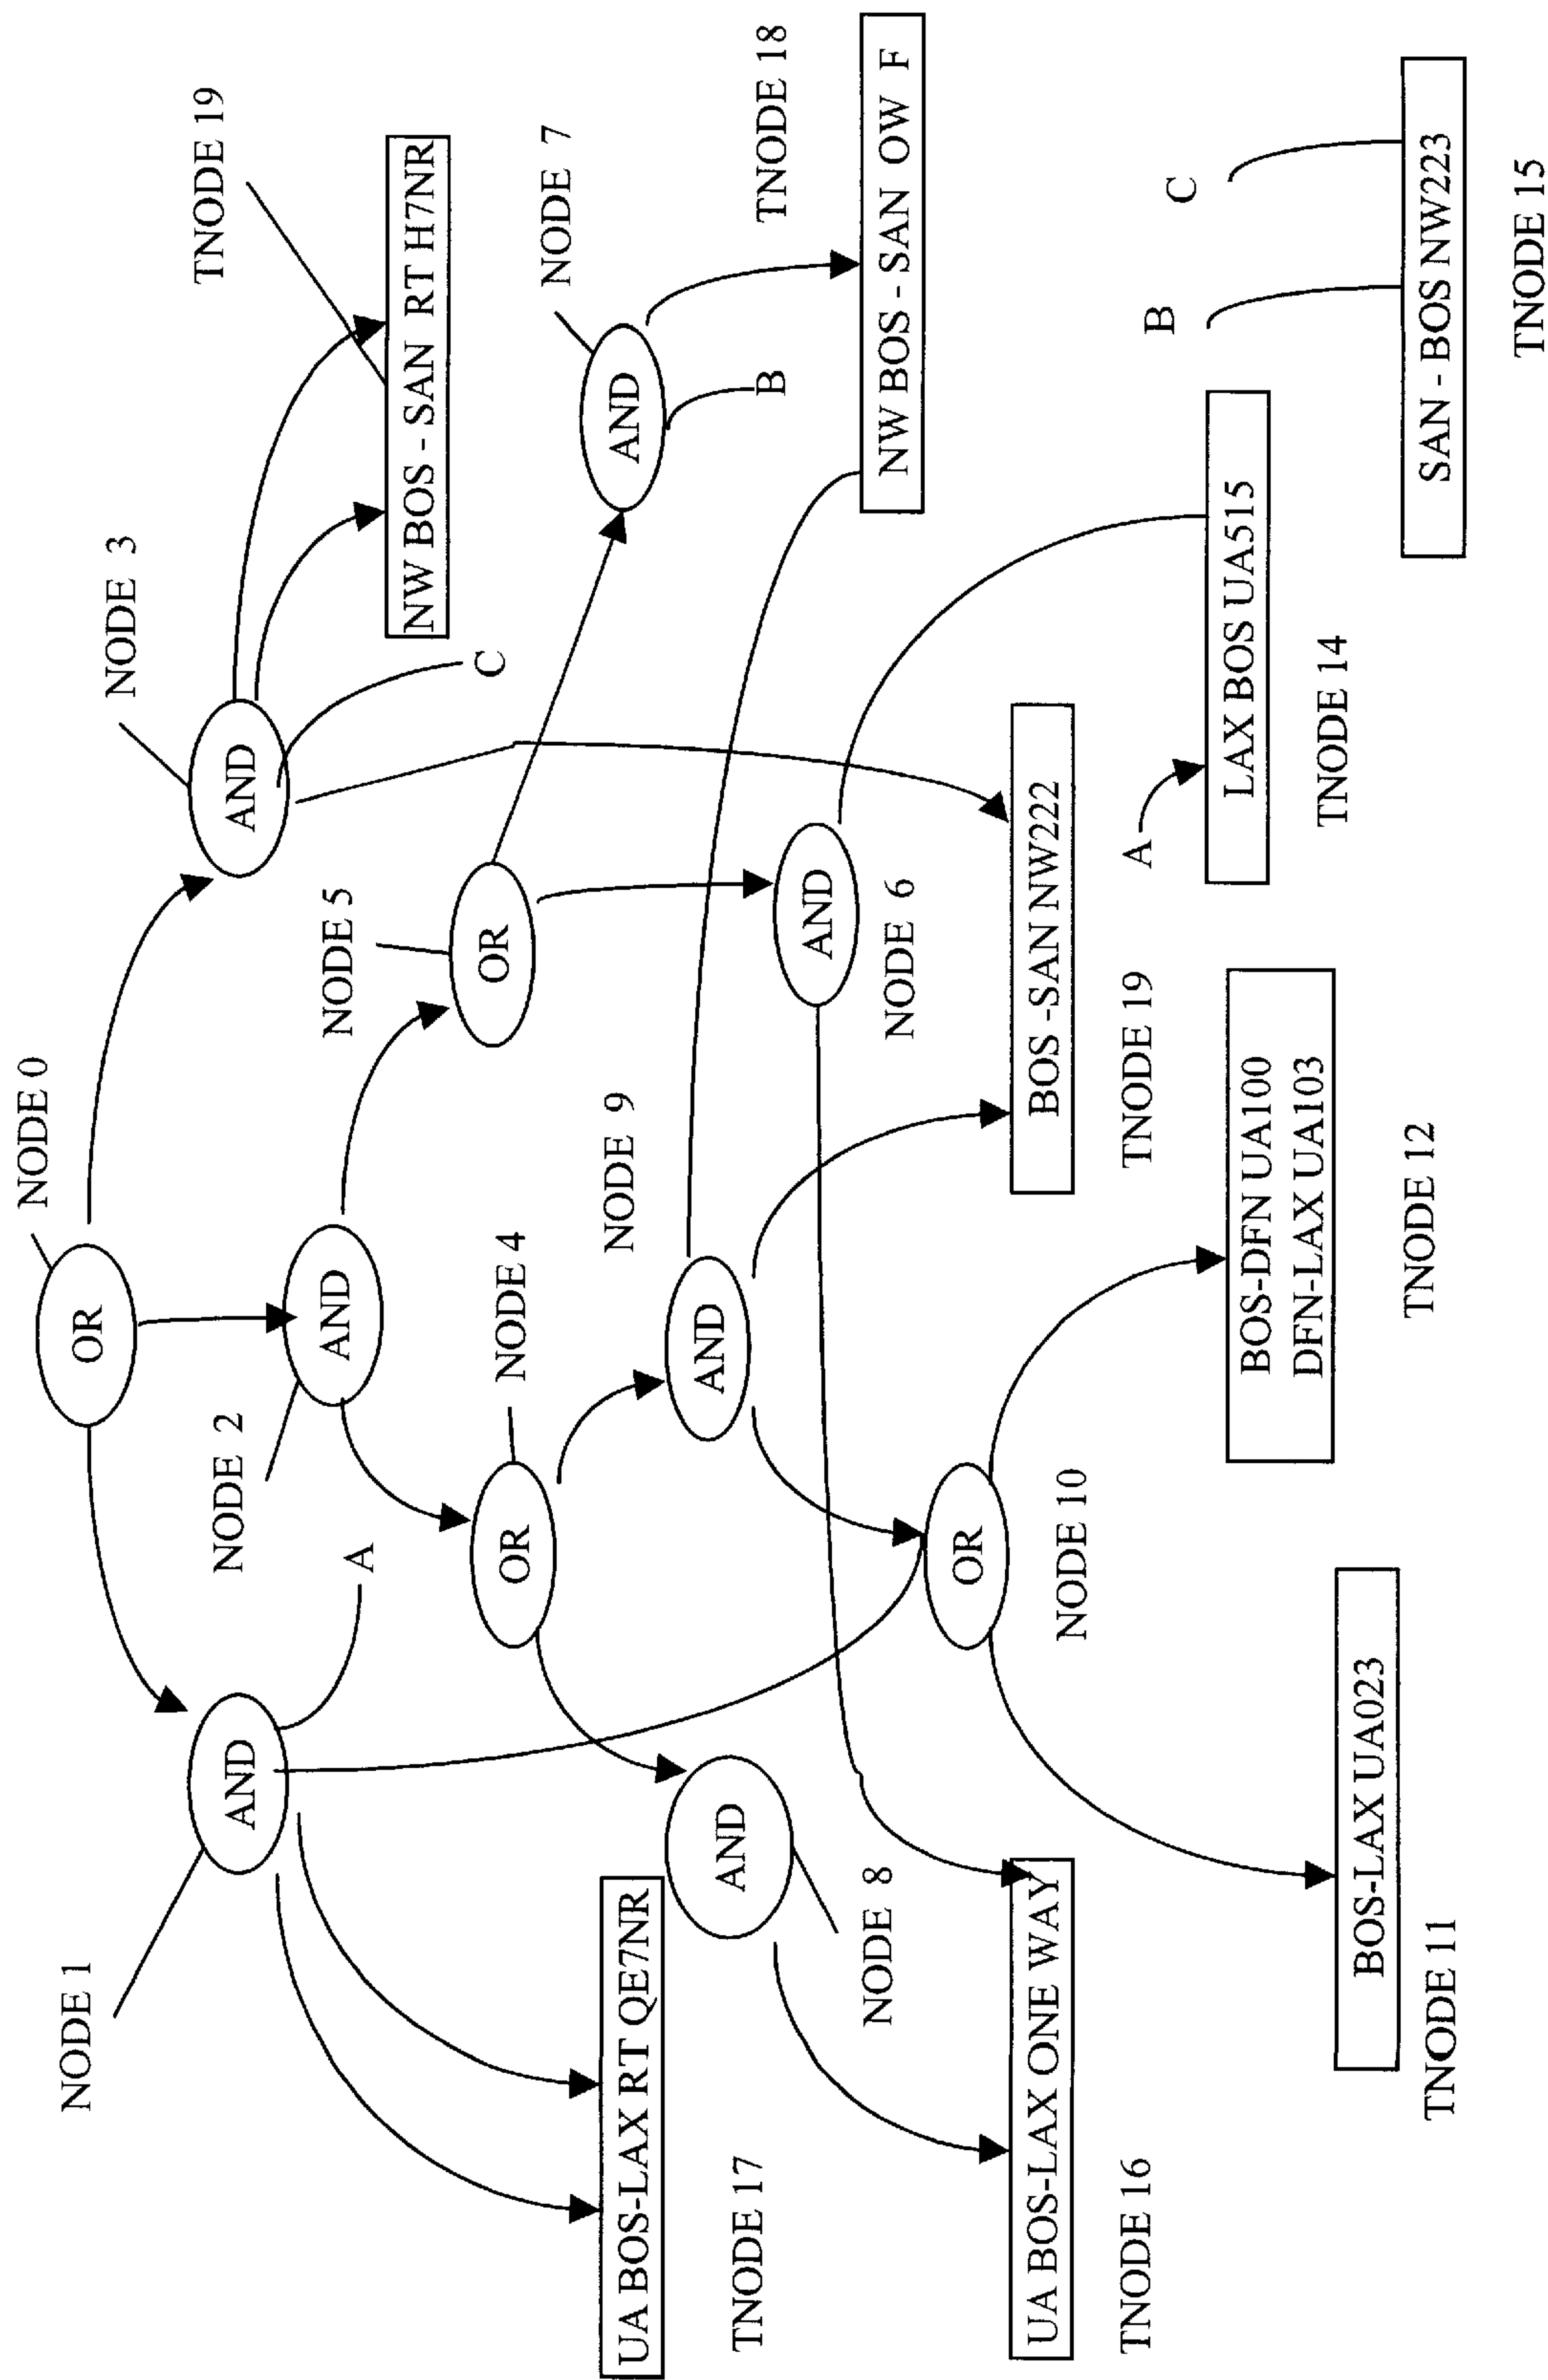 NODE 0
OR
NODE 1
AND
A
NODE 2
AND
NODE 3
AND
C
TNODE 19
NW BOS - SAN RT H7NR
NODE 4
OR
NODE 5
OR
NODE 7
AND
B
UA BOS-LAX RT QE7NR
TNODE 17
AND
NODE 8
NODE 9
AND
AND
NODE 6
TNODE 18
NW BOS - SAN OW F
UA BOS-LAX ONE WAY
TNODE 16
OR
NODE 10
BOS -SAN NW222
TNODE 19
A
LAX BOS UA515
TNODE 14
B
C
BOS-LAX UA023
TNODE 11
BOS-DFN UA100
DFN-LAX UA103
TNODE 12
SAN - BOS NW223
TNODE 15